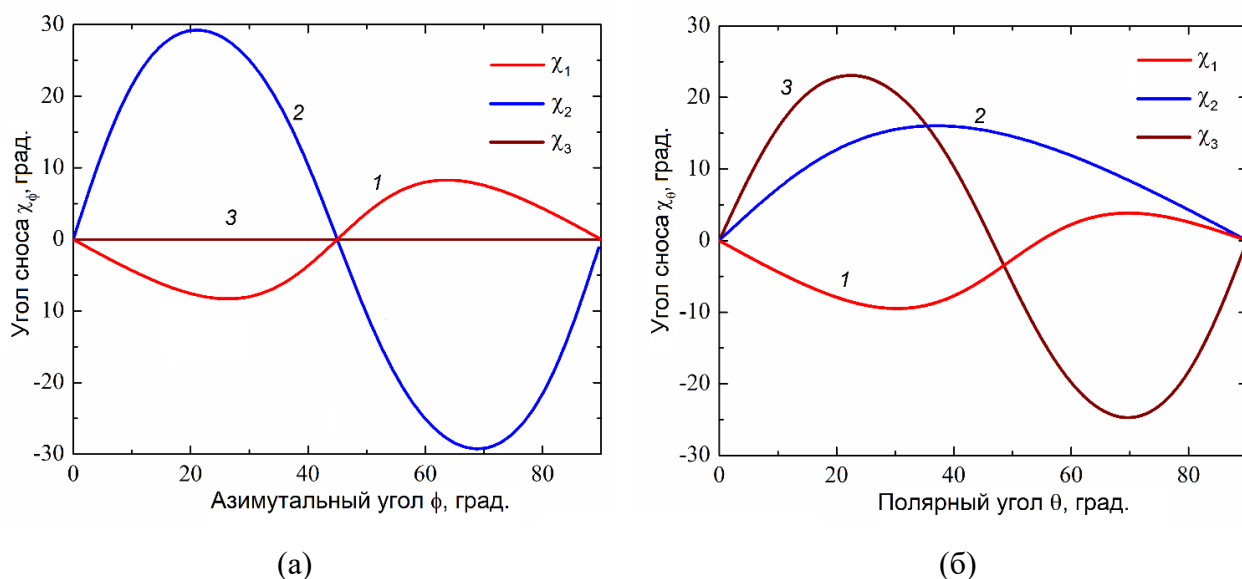 30
20
10
0
-10
-20
-30
0
20
40
60
80
Угол сноса χϕ, град.
Азимутальный угол ϕ, град.
χ1
χ2
χ3
1
2
3
(а)
30
20
10
0
-10
-20
-30
0
20
40
60
80
Угол сноса χθ, град.
Полярный угол θ, град.
χ1
χ2
χ3
3
2
1
(б)